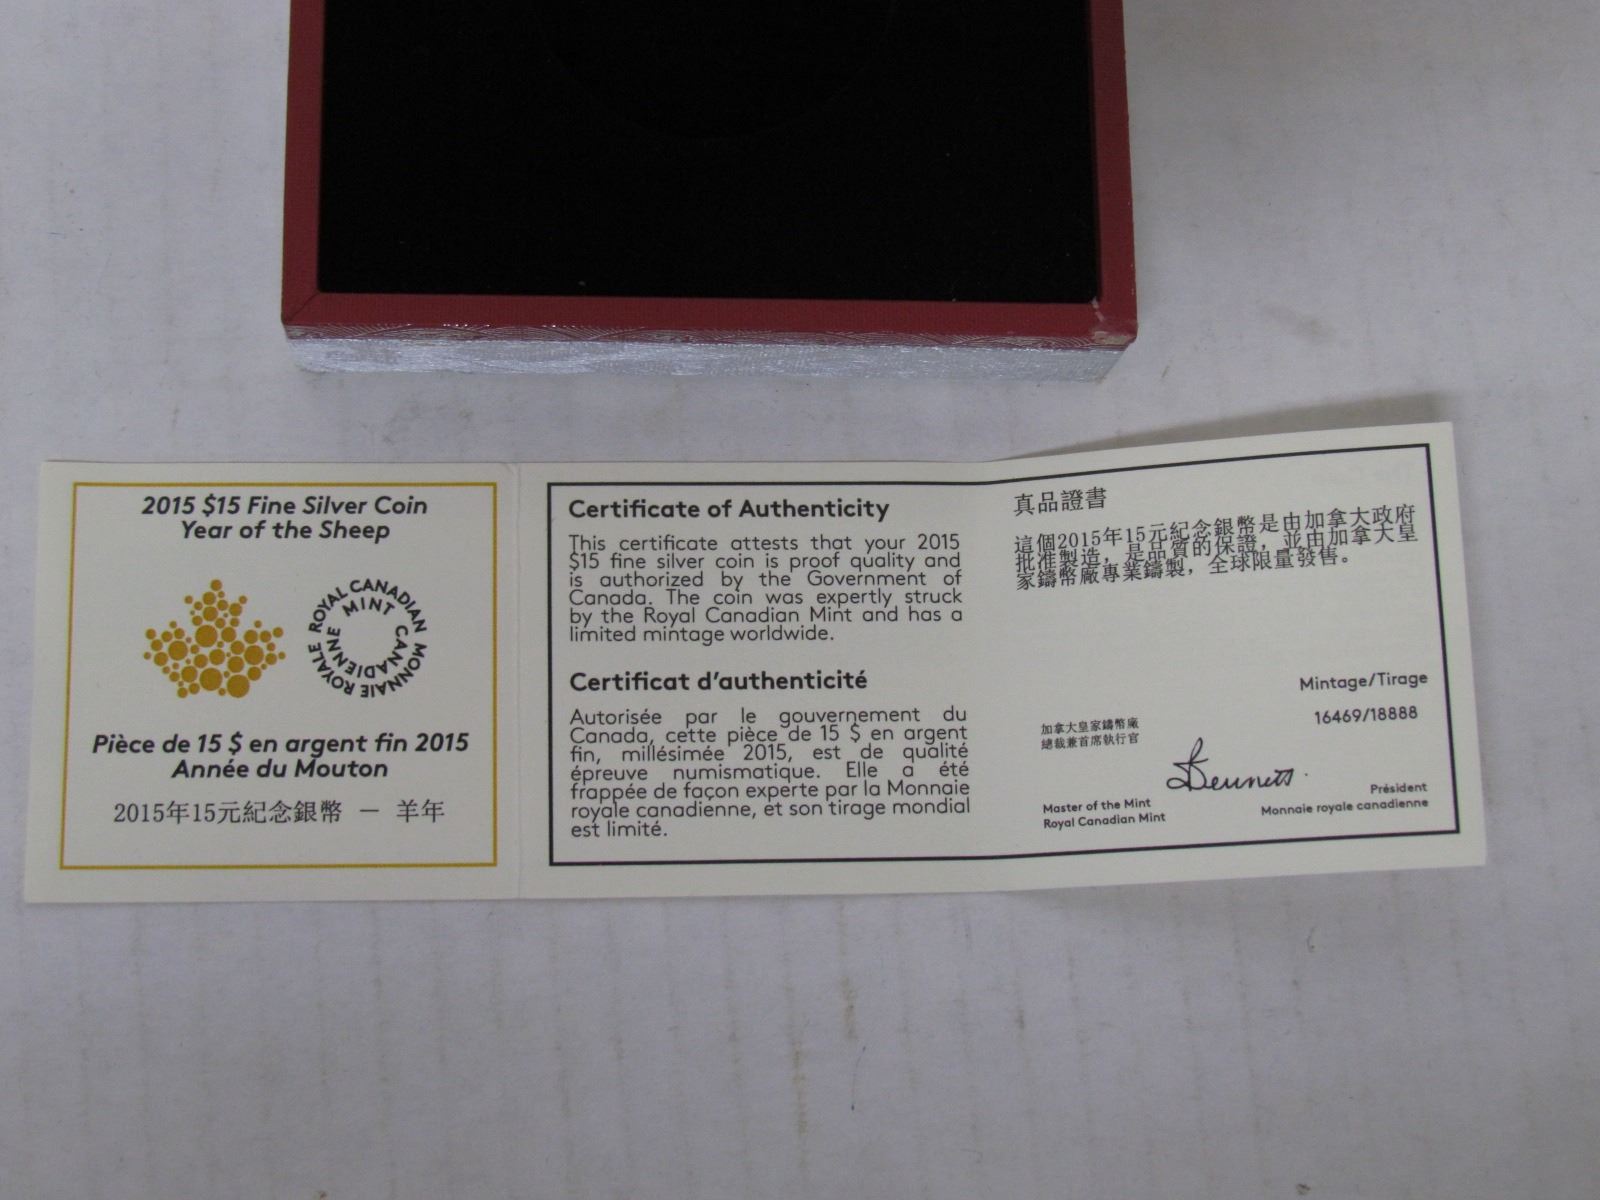 2015 $15 Fine Silver Coin
Year of the Sheep
ROYAL CANADIAN MINT
MONNAIE ROYALE CANADIENNE
Pièce de 15 $ en argent fin 2015
Année du Mouton
2015年15元紀念銀幣 － 羊年
Certificate of Authenticity
This certificate attests that your 2015
$15 fine silver coin is proof quality and
is authorized by the Government of
Canada. The coin was expertly struck
by the Royal Canadian Mint and has a
limited mintage worldwide.
Certificat d'authenticité
Autorisée par le gouvernement du
Canada, cette pièce de 15 $ en argent
fin, millésimée 2015, est de qualité
épreuve numismatique. Elle a été
frappée de façon experte par la Monnaie
royale canadienne, et son tirage mondial
est limité.
真品證書
這個2015年15元紀念銀幣是由加拿大政府
批准製造，是品質的保證，並由加拿大皇
家鑄幣廠專業鑄製，全球限量發售。
Mintage/Tirage
16469/18888
加拿大皇家鑄幣廠
總裁兼首席執行官
Bennett
Master of the Mint
Royal Canadian Mint
Président
Monnaie royale canadienne